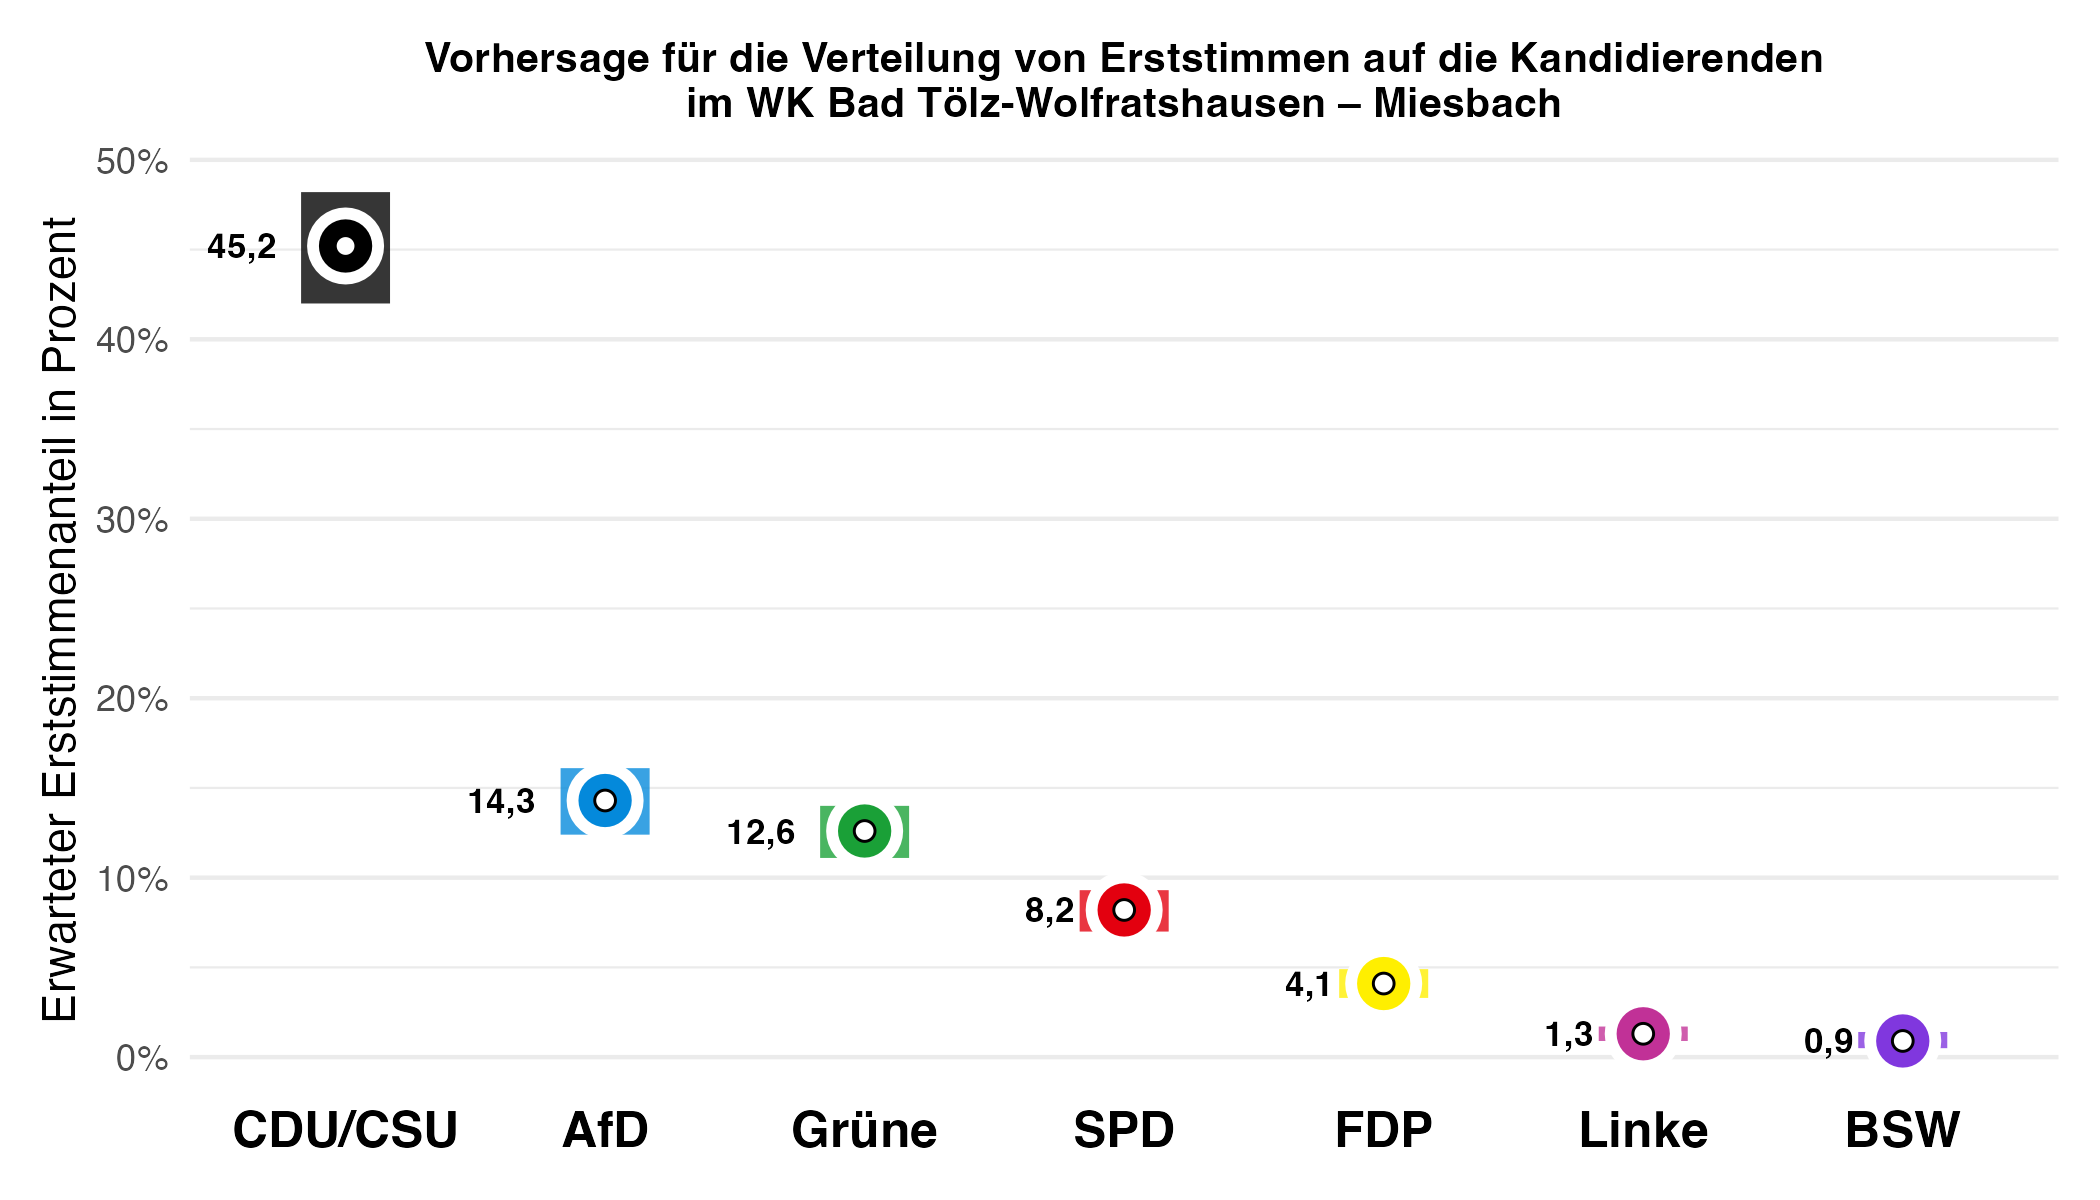 Vorhersage für die Verteilung von Erststimmen auf die Kandidierenden
im WK Bad Tölz-Wolfratshausen – Miesbach
Erwarteter Erststimmenanteil in Prozent
50%
40%
30%
20%
10%
0%
45,2
14,3
12,6
8,2
4,1
1,3
0,9
CDU/CSU
AfD
Grüne
SPD
FDP
Linke
BSW